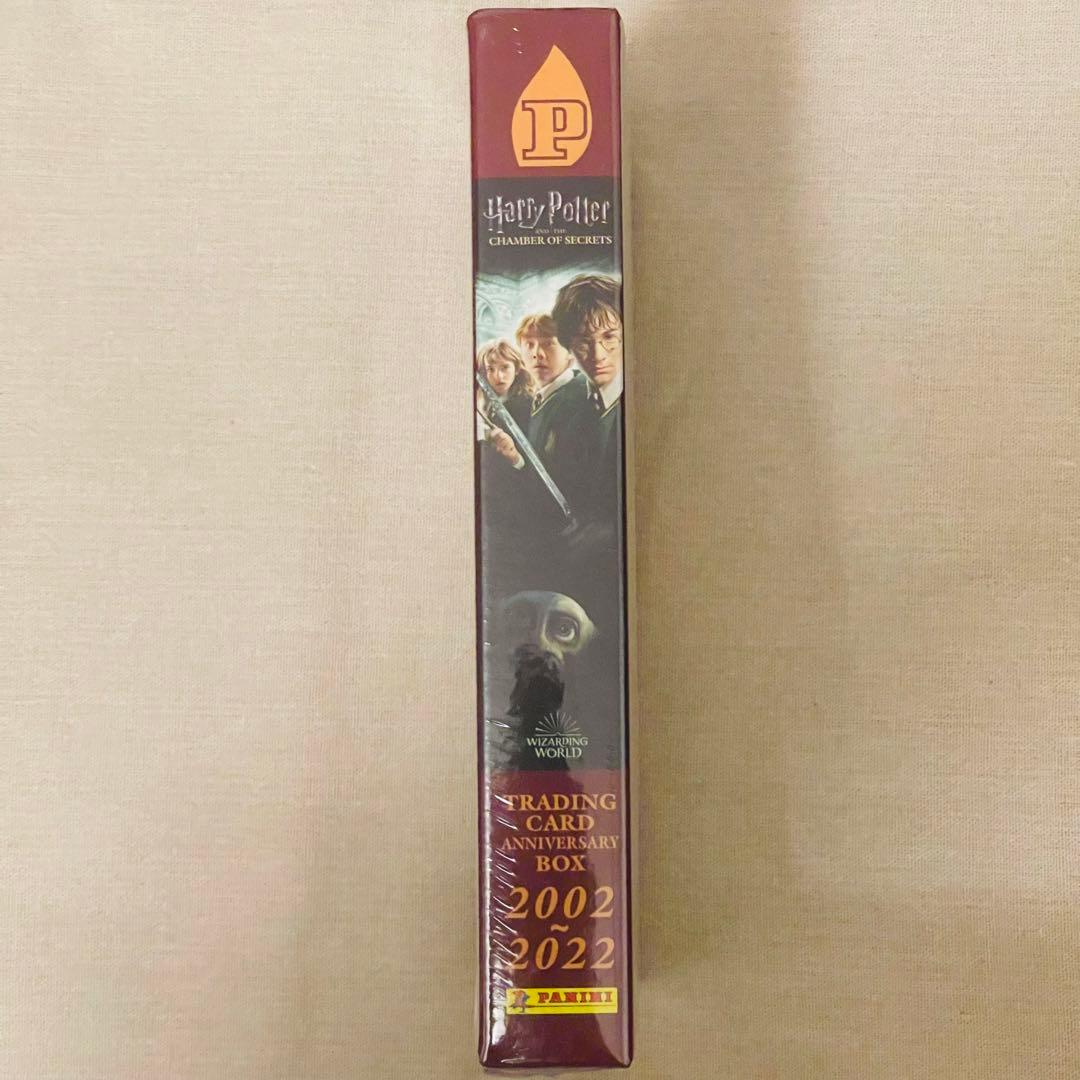 P
Harry Potter
AND THE
CHAMBER OF SECRETS
WIZARDING
WORLD
TRADING
CARD
ANNIVERSARY
BOX
2002
~
2022
PANINI